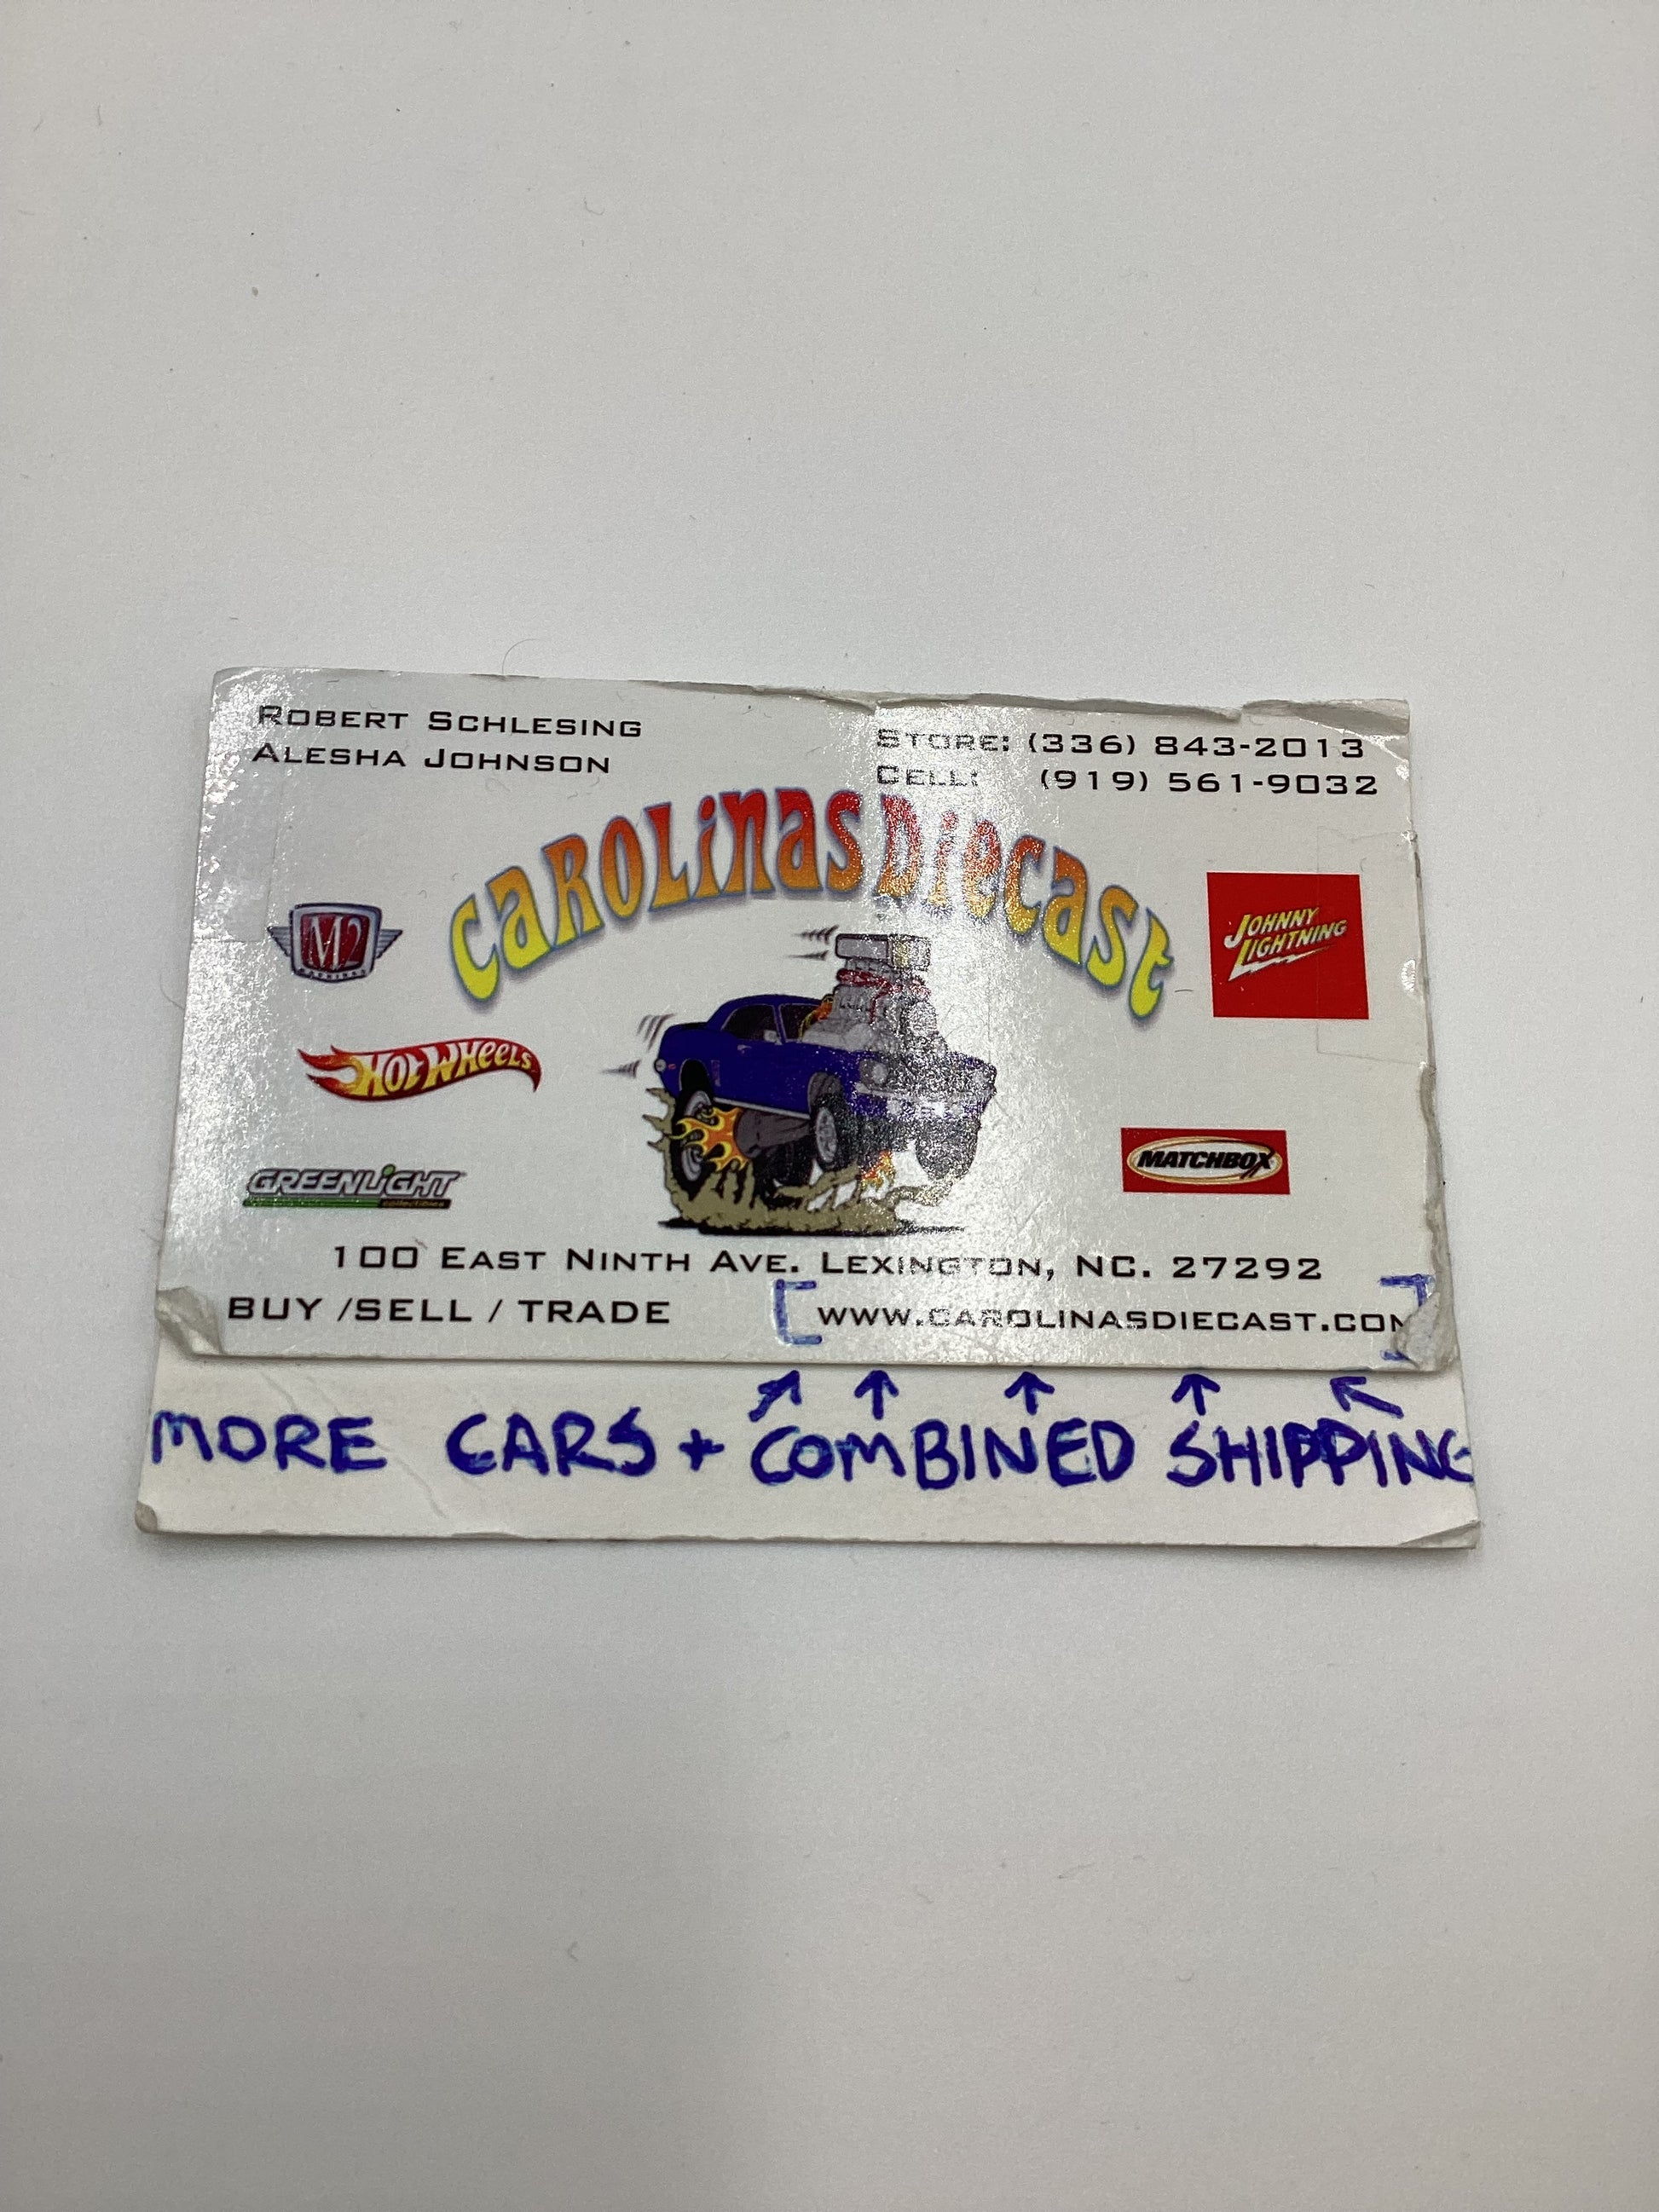 ROBERT SCHLESING
ALESHA JOHNSON
STORE: (336) 843-2013
CELL: (919) 561-9032
CAROLINAS DIECAST
M2
MACHINES
JOHNNY
LIGHTNING
HOT WHEELS
GREENLIGHT
MATCHBOX
100 EAST NINTH AVE. LEXINGTON, NC. 27292
BUY /SELL / TRADE
[WWW.CAROLINASDIECAST.COM]
MORE CARS + COMBINED SHIPPING